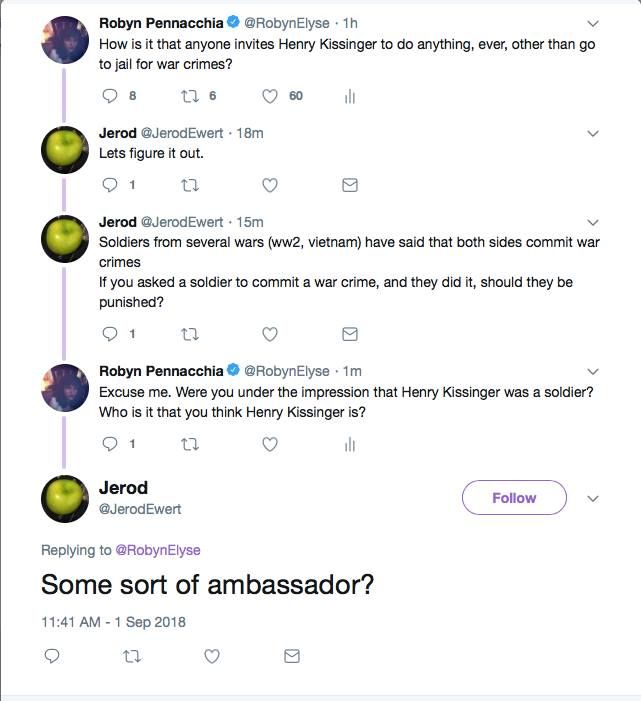 Robyn Pennacchia @RobynElyse · 1h
How is it that anyone invites Henry Kissinger to do anything, ever, other than go
to jail for war crimes?
8 6 60
Jerod @JerodEwert · 18m
Lets figure it out.
1
Jerod @JerodEwert · 15m
Soldiers from several wars (ww2, vietnam) have said that both sides commit war
crimes
If you asked a soldier to commit a war crime, and they did it, should they be
punished?
1
Robyn Pennacchia @RobynElyse · 1m
Excuse me. Were you under the impression that Henry Kissinger was a soldier?
Who is it that you think Henry Kissinger is?
1
Jerod
@JerodEwert
Follow
Replying to @RobynElyse
Some sort of ambassador?
11:41 AM - 1 Sep 2018